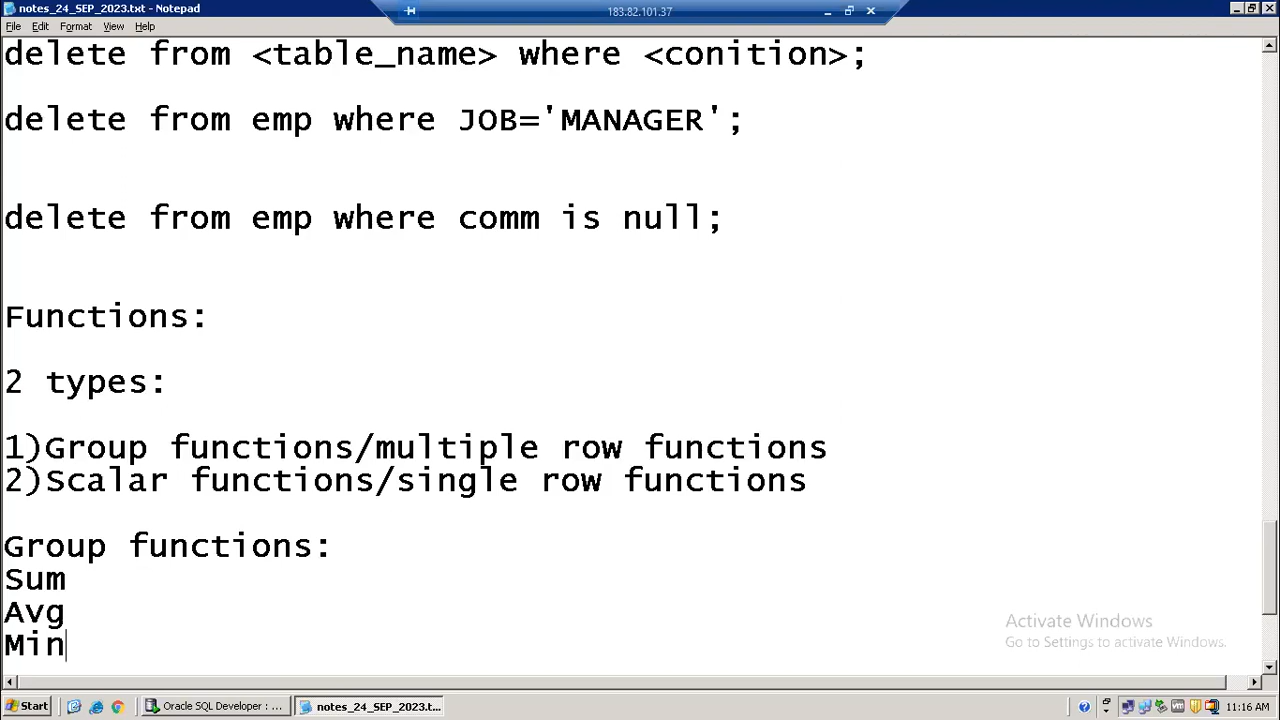 notes_24_SEP_2023.txt - Notepad
183.82.101.37
File Edit Format View Help
delete from <table_name> where <conition>;
delete from emp where JOB='MANAGER';
delete from emp where comm is null;
Functions:
2 types:
1)Group functions/multiple row functions
2)Scalar functions/single row functions
Group functions:
Sum
Avg
Min
Activate Windows
Go to Settings to activate Windows.
Start
Oracle SQL Developer : ...
notes_24_SEP_2023.t...
11:16 AM